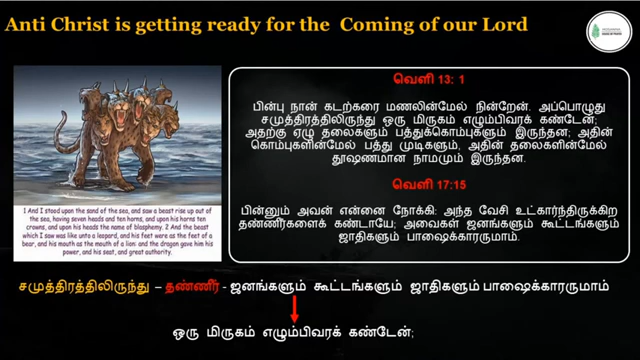 Anti Christ is getting ready for the Coming of our Lord
வெளி 13: 1
பின்பு நான் கடற்கரை மணலின்மேல் நின்றேன். அப்பொழுது
சமுத்திரத்திலிருந்து ஒரு மிருகம் எழும்பிவரக் கண்டேன்;
அதற்கு ஏழு தலைகளும் பத்துக்கொம்புகளும் இருந்தன; அதின்
கொம்புகளின்மேல் பத்து முடிகளும், அதின் தலைகளின்மேல்
தூஷணமான நாமமும் இருந்தன.
வெளி 17:15
பின்னும் அவன் என்னை நோக்கி: அந்த வேசி உட்கார்ந்திருக்கிற
தண்ணீர்களைக் கண்டாயே; அவைகள் ஜனங்களும் கூட்டங்களும்
ஜாதிகளும் பாஷைக்காரருமாம்.
1 And I stood upon the sand of the sea, and saw a beast rise up out of
the sea, having seven heads and ten horns, and upon his horns ten
crowns, and upon his heads the name of blasphemy. 2 And the beast
which I saw was like unto a leopard, and his feet were as the feet of a
bear, and his mouth as the mouth of a lion: and the dragon gave him his
power, and his seat, and great authority.
சமுத்திரத்திலிருந்து – தண்ணீர் - ஜனங்களும் கூட்டங்களும் ஜாதிகளும் பாஷைக்காரருமாம்
ஒரு மிருகம் எழும்பிவரக் கண்டேன்;